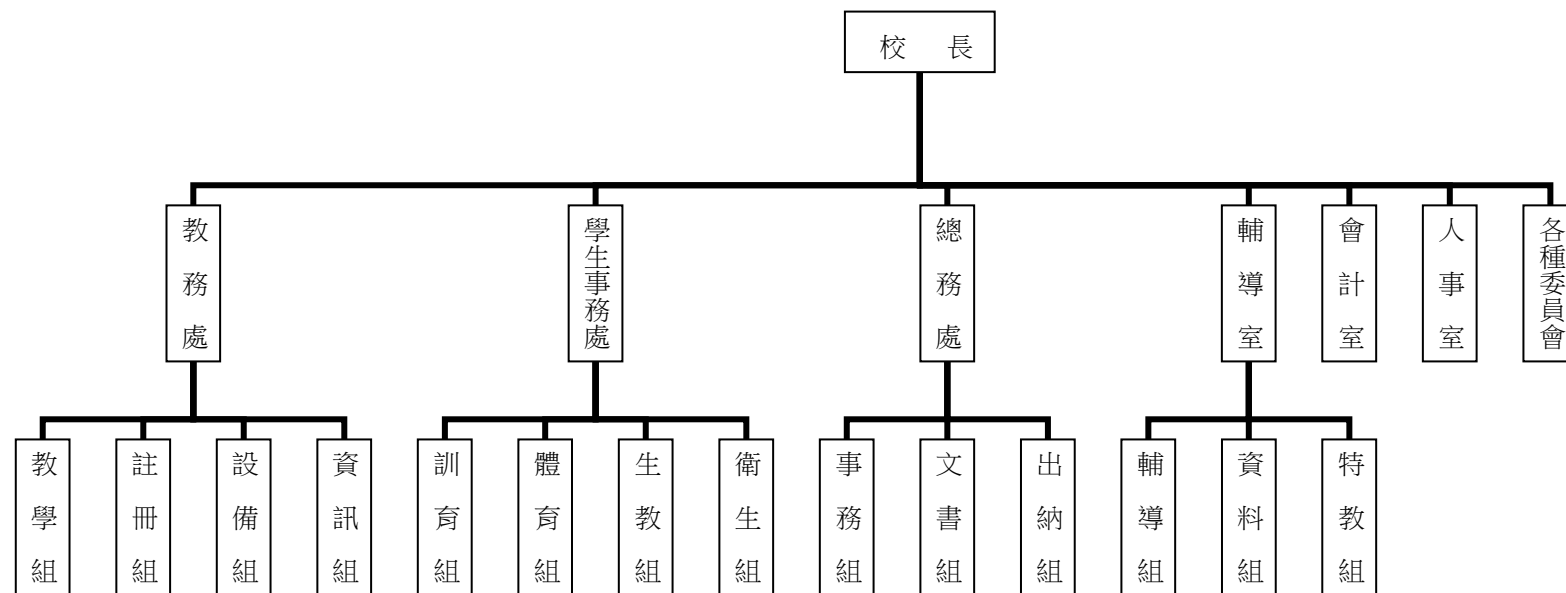 校長
教務處
學生事務處
總務處
輔導室
會計室
人事室
各種委員會
教學組
註冊組
設備組
資訊組
訓育組
體育組
生教組
衛生組
事務組
文書組
出納組
輔導組
資料組
特教組